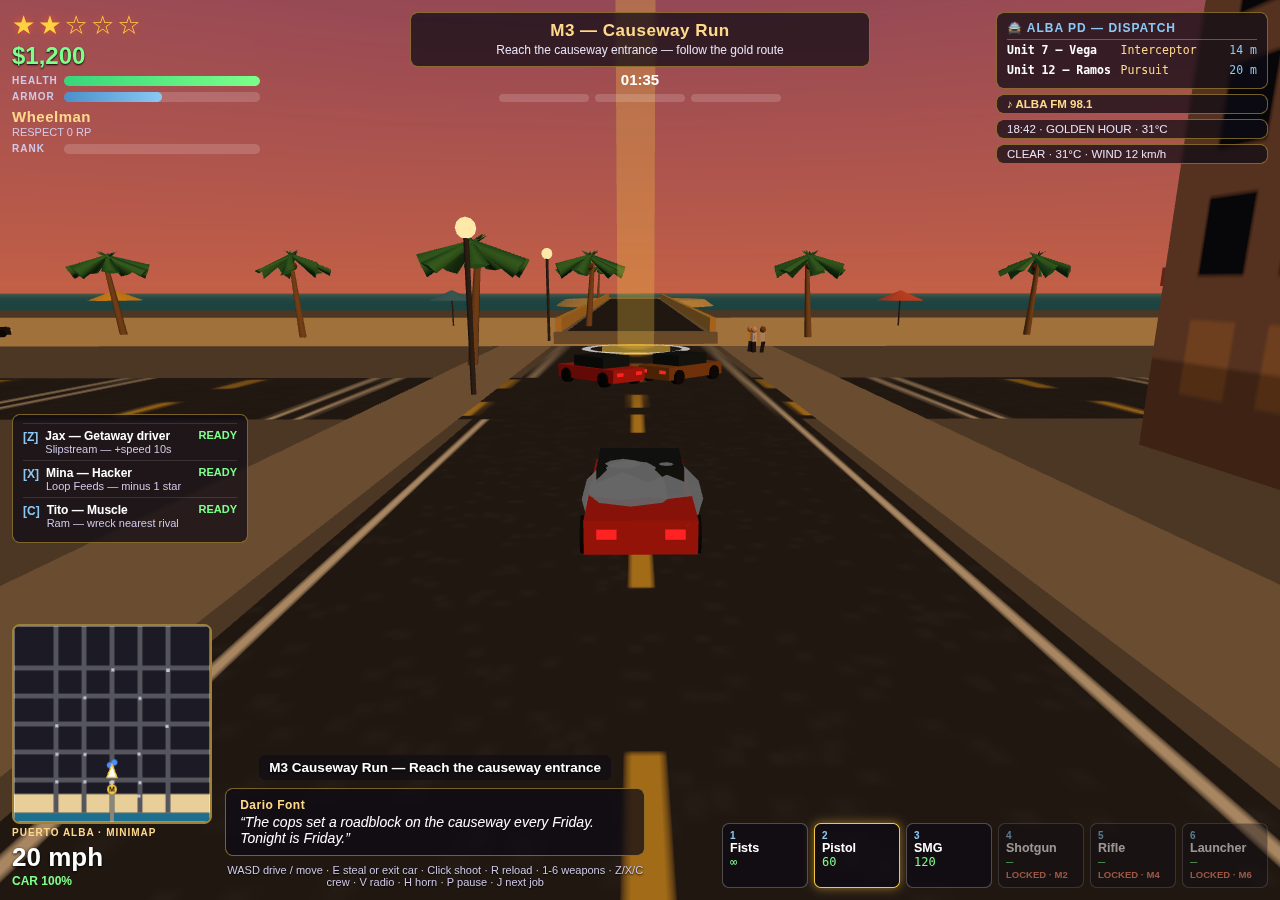 ★★☆☆☆
$1,200
HEALTH
ARMOR
Wheelman
RESPECT 0 RP
RANK
M3 — Causeway Run
Reach the causeway entrance — follow the gold route
01:35
🚔 ALBA PD — DISPATCH
Unit 7 — Vega Interceptor 14 m
Unit 12 — Ramos Pursuit 20 m
♪ ALBA FM 98.1
18:42 · GOLDEN HOUR · 31°C
CLEAR · 31°C · WIND 12 km/h
[Z] Jax — Getaway driver READY
Slipstream — +speed 10s
[X] Mina — Hacker READY
Loop Feeds — minus 1 star
[C] Tito — Muscle READY
Ram — wreck nearest rival
M
PUERTO ALBA · MINIMAP
20 mph
CAR 100%
M3 Causeway Run — Reach the causeway entrance
Dario Font
“The cops set a roadblock on the causeway every Friday.
Tonight is Friday.”
WASD drive / move · E steal or exit car · Click shoot · R reload · 1-6 weapons · Z/X/C
crew · V radio · H horn · P pause · J next job
1
Fists
∞
2
Pistol
60
3
SMG
120
4
Shotgun
—
LOCKED · M2
5
Rifle
—
LOCKED · M4
6
Launcher
—
LOCKED · M6